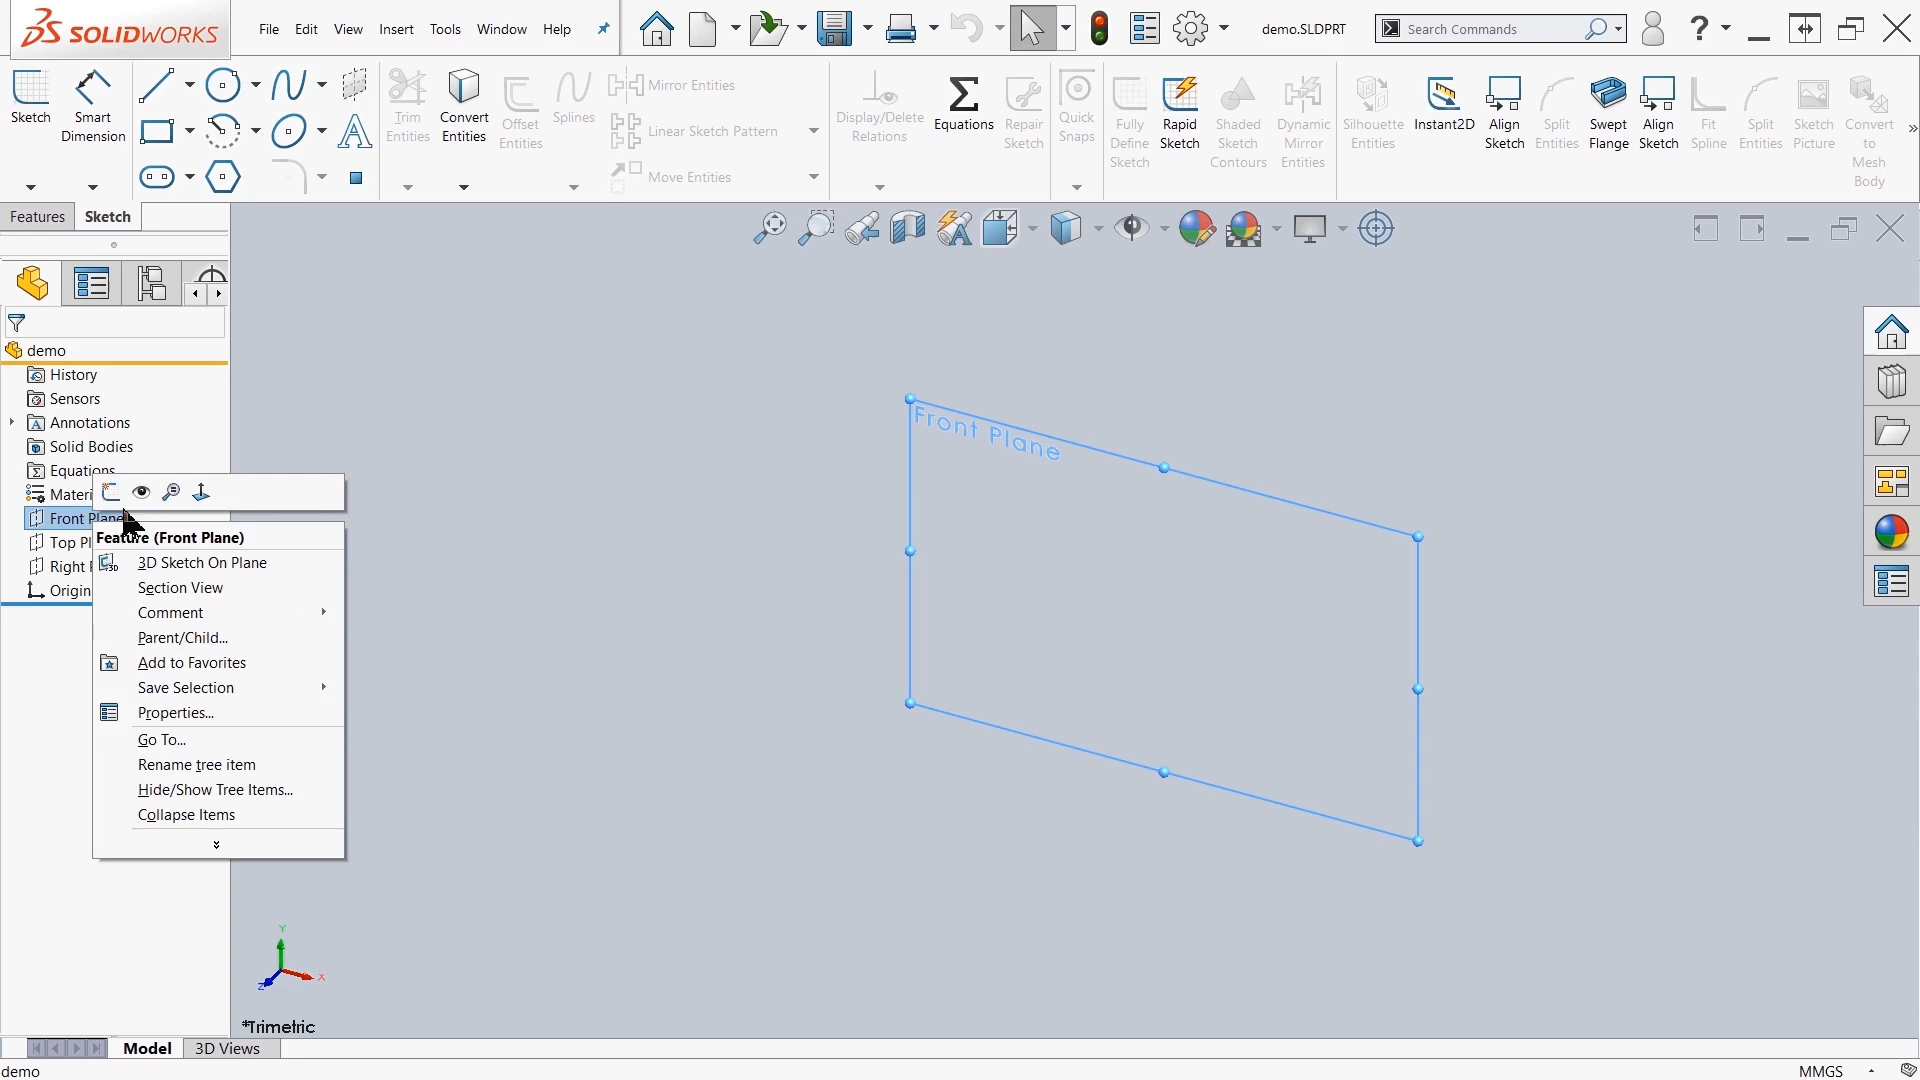 SOLIDWORKS
File Edit View Insert Tools Window Help
demo.SLDPRT
Search Commands
?
Sketch
Smart Dimension
Trim Entities
Convert Entities
Offset Entities
Splines
Mirror Entities
Linear Sketch Pattern
Move Entities
Display/Delete Relations
Equations
Repair Sketch
Quick Snaps
Fully Define Sketch
Rapid Sketch
Shaded Sketch Contours
Dynamic Mirror Entities
Silhouette Entities
Instant2D
Align Sketch
Split Entities
Swept Flange
Align Sketch
Fit Spline
Split Entities
Sketch Picture
Convert to Mesh Body
Features Sketch
demo
History
Sensors
Annotations
Solid Bodies
Equations
Materi
Front Plane
Top Pl
Right
Origin
Feature (Front Plane)
3D Sketch On Plane
Section View
Comment
Parent/Child...
Add to Favorites
Save Selection
Properties...
Go To...
Rename tree item
Hide/Show Tree Items...
Collapse Items
Front Plane
Y
X
Z
*Trimetric
Model 3D Views
demo
MMGS